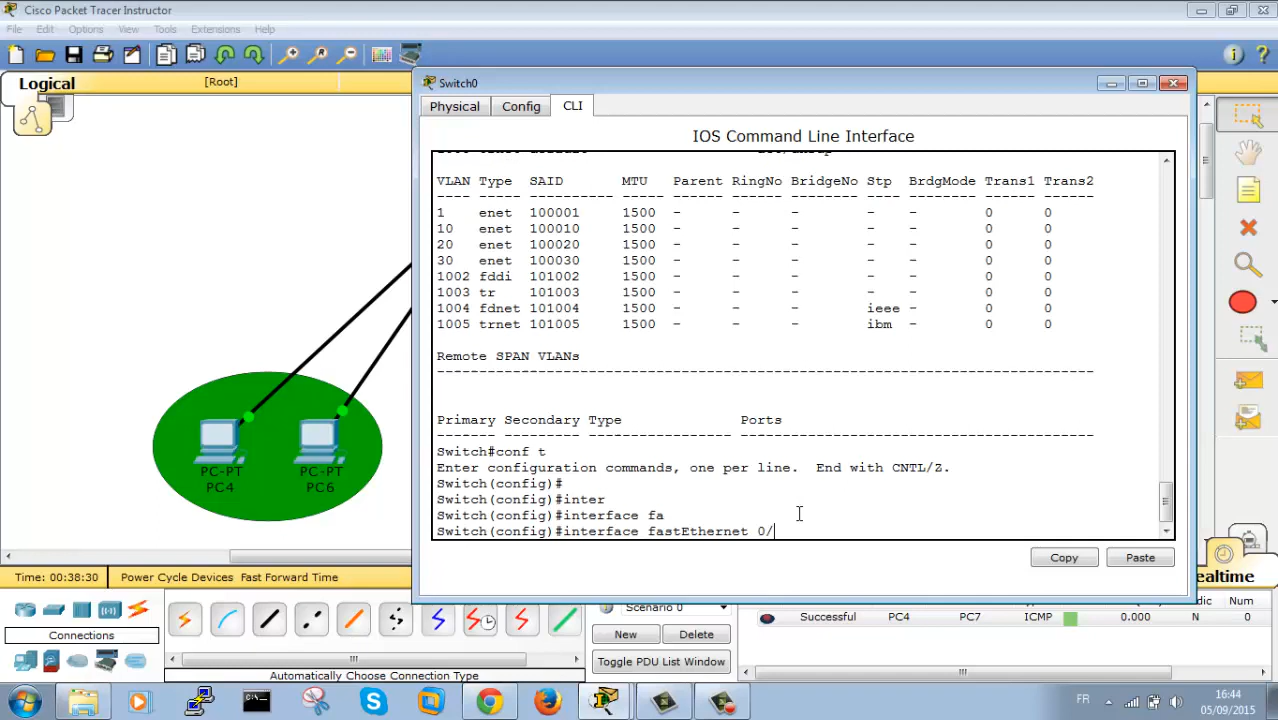 Cisco Packet Tracer Instructor
File Edit Options View Tools Extensions Help
Logical
[Root]
Switch0
Physical Config CLI
IOS Command Line Interface
VLAN Type SAID MTU Parent RingNo BridgeNo Stp BrdgMode Trans1 Trans2
---- ----- ---------- ----- ------ ------ -------- ---- -------- ------ ------
1 enet 100001 1500 - - - - - 0 0
10 enet 100010 1500 - - - - - 0 0
20 enet 100020 1500 - - - - - 0 0
30 enet 100030 1500 - - - - - 0 0
1002 fddi 101002 1500 - - - - - 0 0
1003 tr 101003 1500 - - - - - 0 0
1004 fdnet 101004 1500 - - - ieee - 0 0
1005 trnet 101005 1500 - - - ibm - 0 0
Remote SPAN VLANs
------------------------------------------------------------------------------
Primary Secondary Type Ports
------- --------- ----------------- ------------------------------------------
Switch#conf t
Enter configuration commands, one per line. End with CNTL/Z.
Switch(config)#
Switch(config)#inter
Switch(config)#interface fa
Switch(config)#interface fastEthernet 0/
Copy Paste
PC-PT PC-PT
PC4 PC6
Time: 00:38:30 Power Cycle Devices Fast Forward Time
ealtime
Connections
Automatically Choose Connection Type
Scenario 0
New Delete
Toggle PDU List Window
dic Num
Successful PC4 PC7 ICMP 0.000 N 0
FR
16:44
05/09/2015